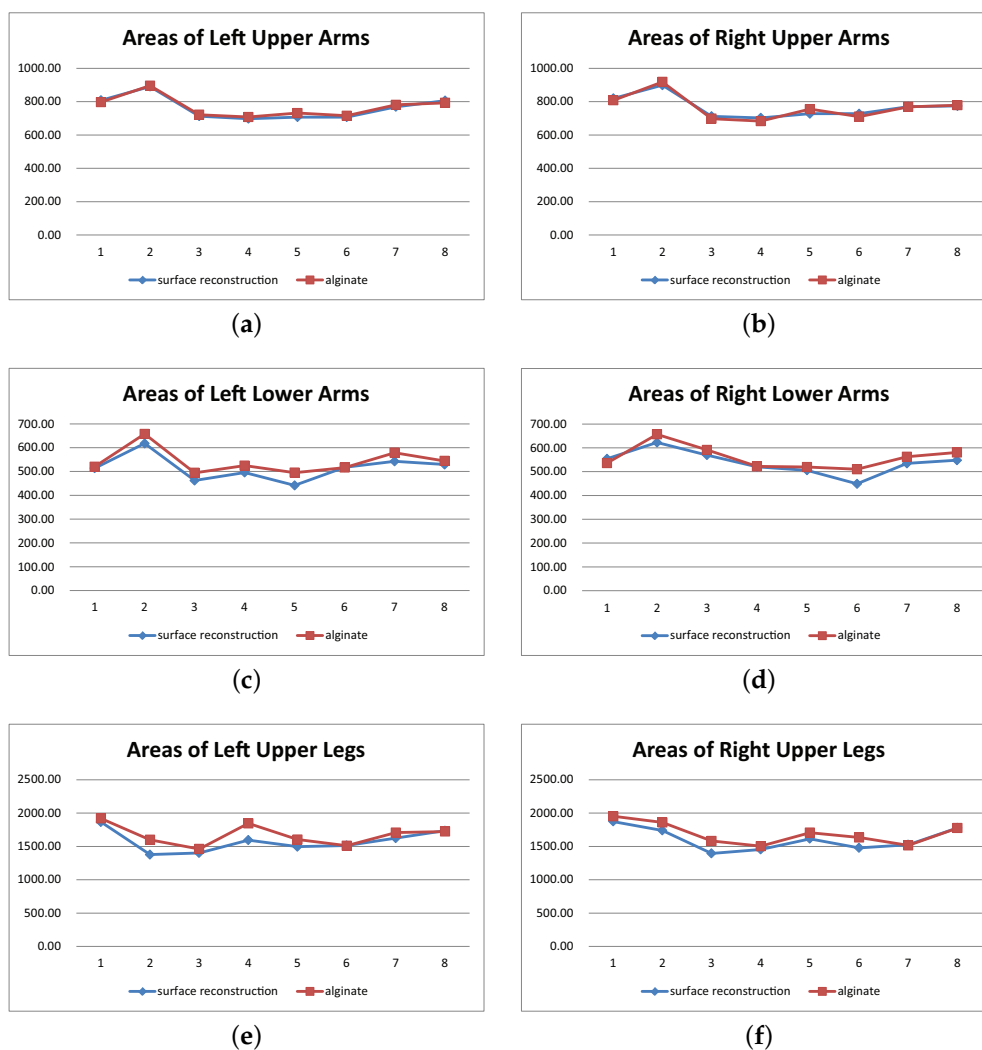 Areas of Left Upper Arms
1000.00
800.00
600.00
400.00
200.00
0.00
1 2 3 4 5 6 7 8
surface reconstruction alginate
(a)
Areas of Right Upper Arms
1000.00
800.00
600.00
400.00
200.00
0.00
1 2 3 4 5 6 7 8
surface reconstruction alginate
(b)
Areas of Left Lower Arms
700.00
600.00
500.00
400.00
300.00
200.00
100.00
0.00
1 2 3 4 5 6 7 8
surface reconstruction alginate
(c)
Areas of Right Lower Arms
700.00
600.00
500.00
400.00
300.00
200.00
100.00
0.00
1 2 3 4 5 6 7 8
surface reconstruction alginate
(d)
Areas of Left Upper Legs
2500.00
2000.00
1500.00
1000.00
500.00
0.00
1 2 3 4 5 6 7 8
surface reconstruction alginate
(e)
Areas of Right Upper Legs
2500.00
2000.00
1500.00
1000.00
500.00
0.00
1 2 3 4 5 6 7 8
surface reconstruction alginate
(f)